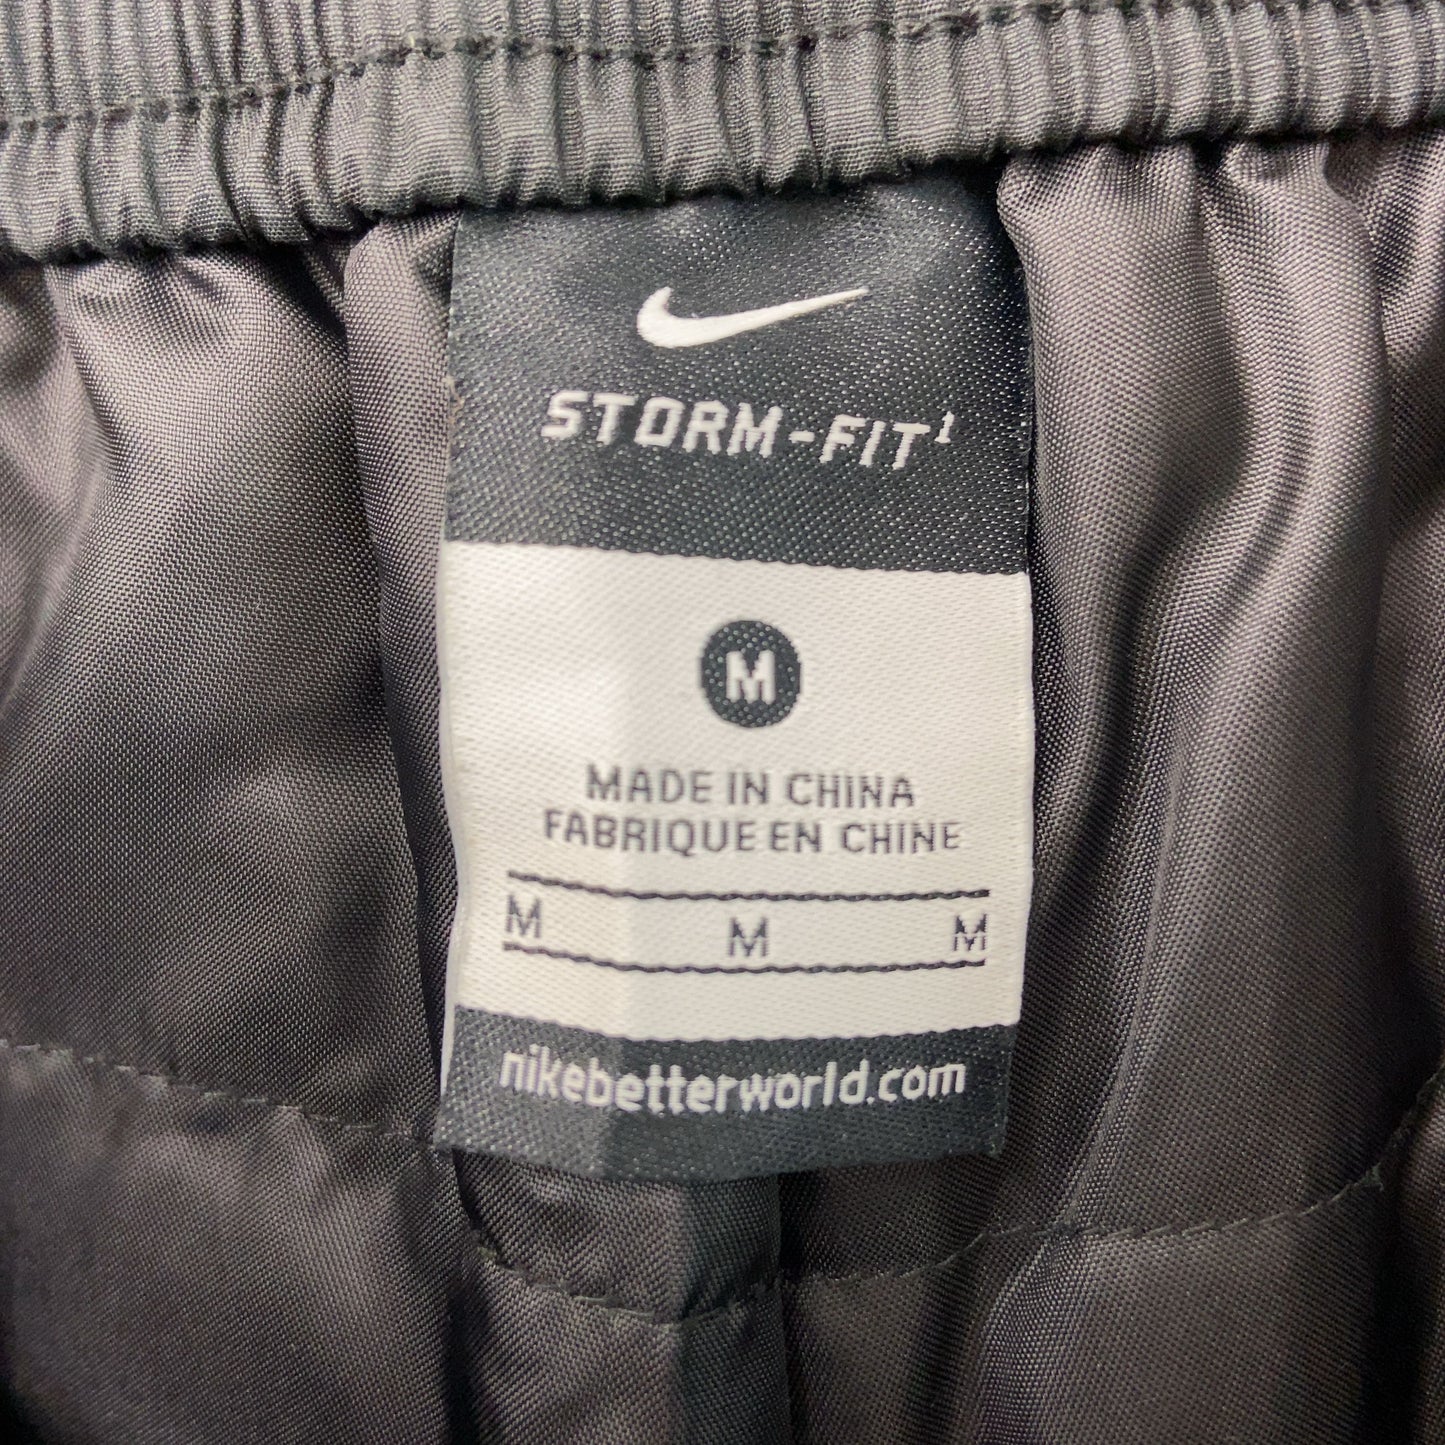 STORM-FIT¹
M
MADE IN CHINA
FABRIQUE EN CHINE
M M M
nikebetterworld.com